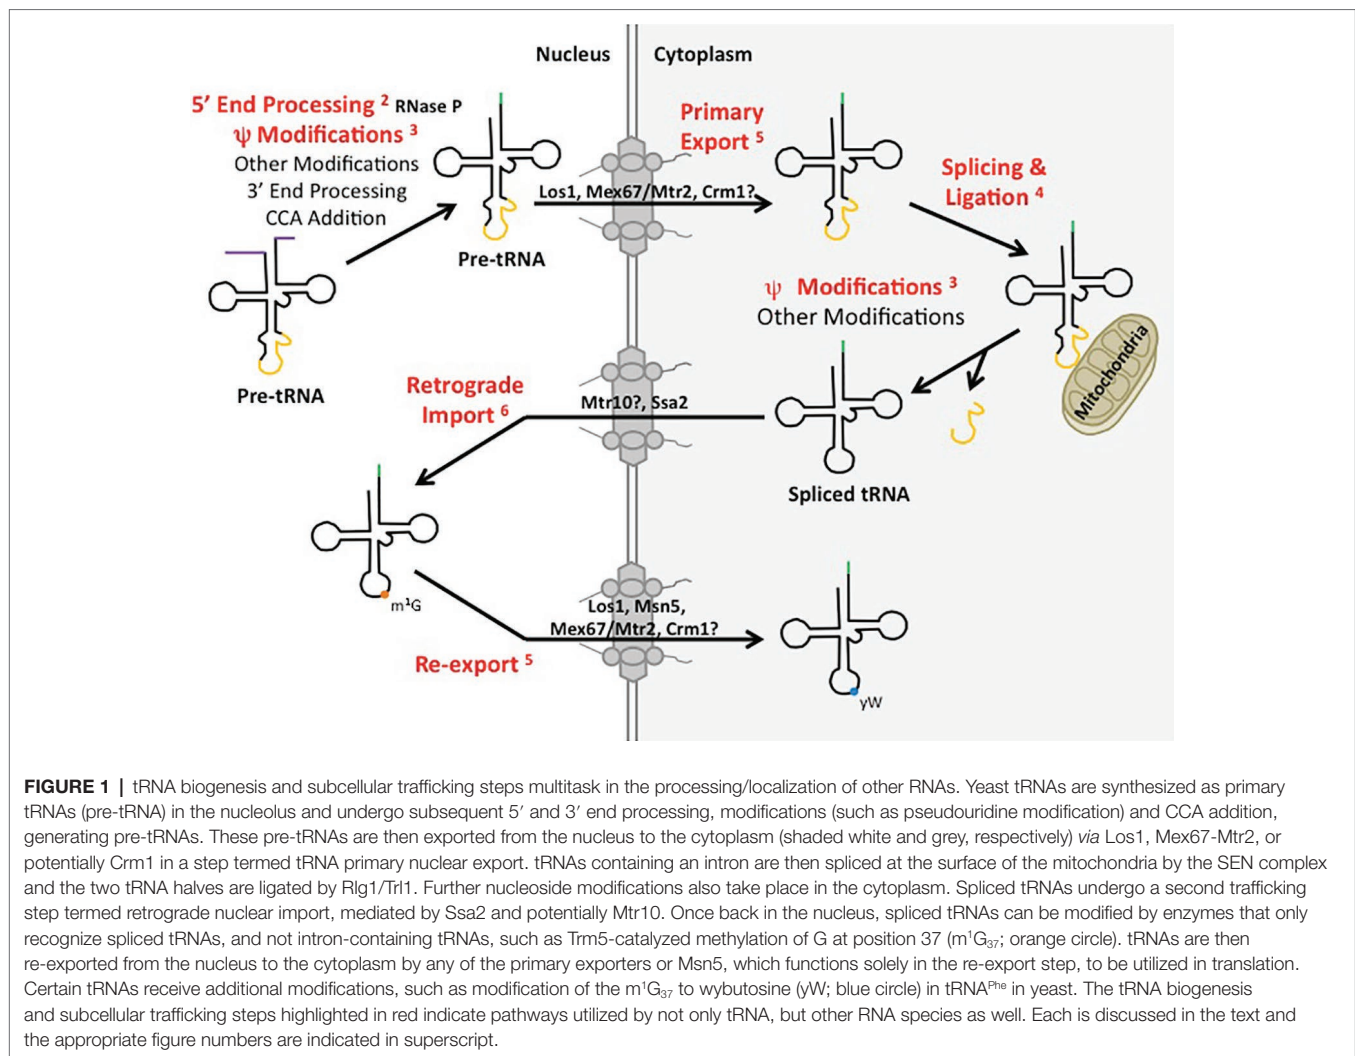 Nucleus
Cytoplasm
5′ End Processing ² RNase P
ψ Modifications ³
Other Modifications
3′ End Processing
CCA Addition
Pre-tRNA
Pre-tRNA
Los1, Mex67/Mtr2, Crm1?
Primary
Export ⁵
Splicing &
Ligation ⁴
ψ Modifications ³
Other Modifications
Mitochondria
Spliced tRNA
Retrograde
Import ⁶
Mtr10?, Ssa2
m¹G
Re-export ⁵
Los1, Msn5,
Mex67/Mtr2, Crm1?
yW
FIGURE 1 | tRNA biogenesis and subcellular trafficking steps multitask in the processing/localization of other RNAs. Yeast tRNAs are synthesized as primary
tRNAs (pre-tRNA) in the nucleolus and undergo subsequent 5′ and 3′ end processing, modifications (such as pseudouridine modification) and CCA addition,
generating pre-tRNAs. These pre-tRNAs are then exported from the nucleus to the cytoplasm (shaded white and grey, respectively) via Los1, Mex67-Mtr2, or
potentially Crm1 in a step termed tRNA primary nuclear export. tRNAs containing an intron are then spliced at the surface of the mitochondria by the SEN complex
and the two tRNA halves are ligated by Rlg1/Trl1. Further nucleoside modifications also take place in the cytoplasm. Spliced tRNAs undergo a second trafficking
step termed retrograde nuclear import, mediated by Ssa2 and potentially Mtr10. Once back in the nucleus, spliced tRNAs can be modified by enzymes that only
recognize spliced tRNAs, and not intron-containing tRNAs, such as Trm5-catalyzed methylation of G at position 37 (m¹G₃₇; orange circle). tRNAs are then
re-exported from the nucleus to the cytoplasm by any of the primary exporters or Msn5, which functions solely in the re-export step, to be utilized in translation.
Certain tRNAs receive additional modifications, such as modification of the m¹G₃₇ to wybutosine (yW; blue circle) in tRNAᴾʰᵉ in yeast. The tRNA biogenesis
and subcellular trafficking steps highlighted in red indicate pathways utilized by not only tRNA, but other RNA species as well. Each is discussed in the text and
the appropriate figure numbers are indicated in superscript.